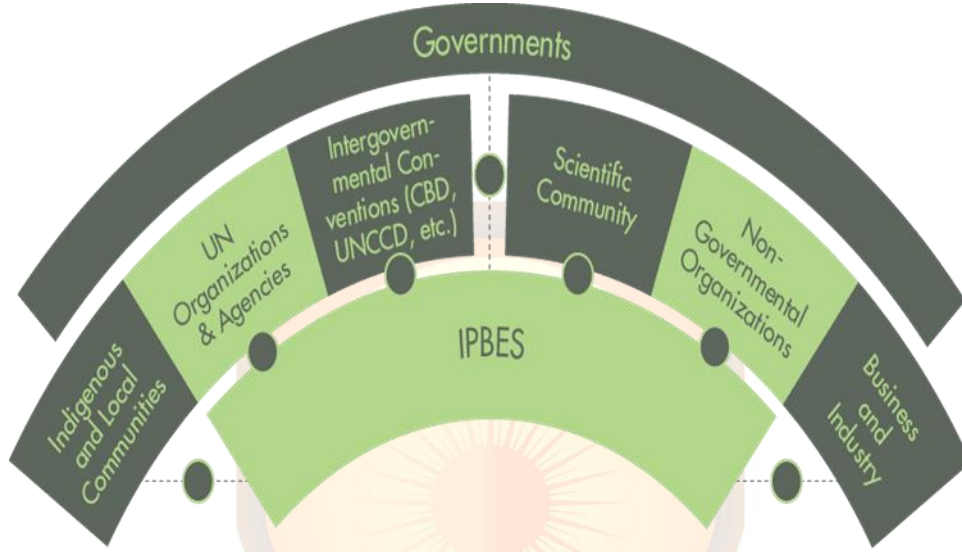 Governments
Indigenous
and Local
Communities
UN
Organizations
& Agencies
Intergovern-
mental Con-
ventions (CBD,
UNCCD, etc.)
Scientific
Community
Non-
Governmental
Organizations
Business
and
Industry
IPBES